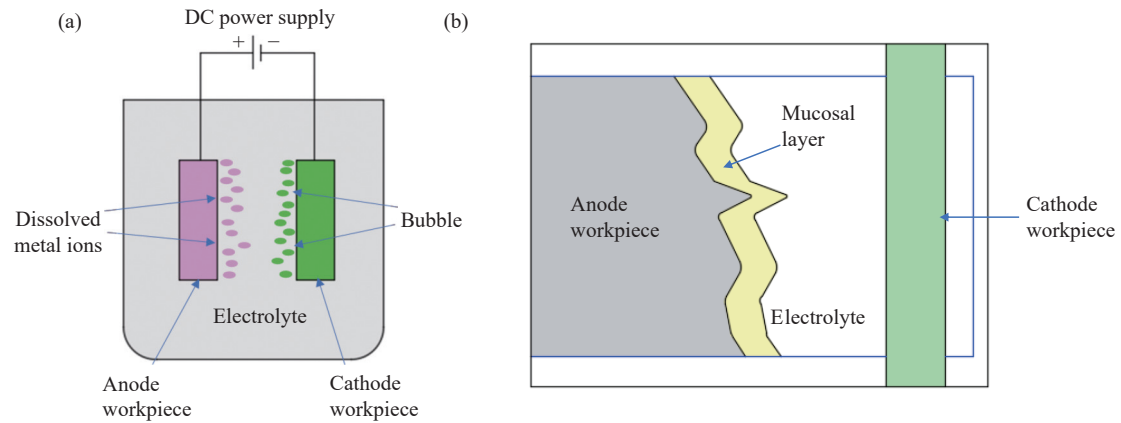 (a)
DC power supply
+ −
Dissolved
metal ions
Bubble
Electrolyte
Anode
workpiece
Cathode
workpiece
(b)
Mucosal
layer
Anode
workpiece
Cathode
workpiece
Electrolyte